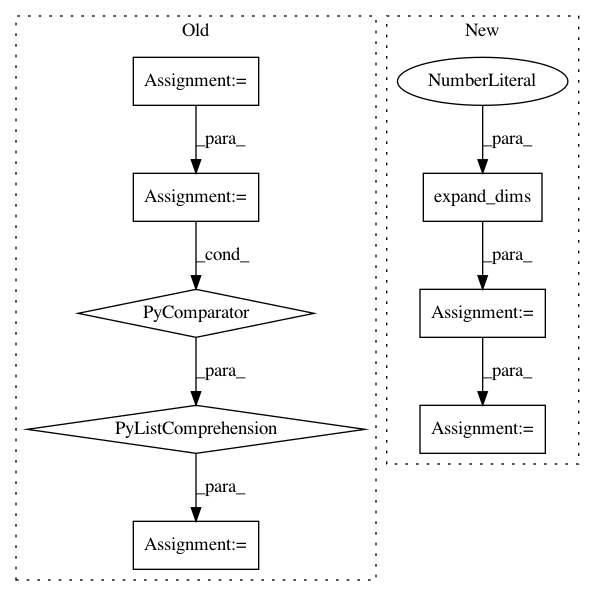 Old
Assignment:=
_para_
Assignment:=
_cond_
PyComparator
_para_
PyListComprehension
_para_
Assignment:=
New
NumberLiteral
_para_
expand_dims
_para_
Assignment:=
_para_
Assignment:=